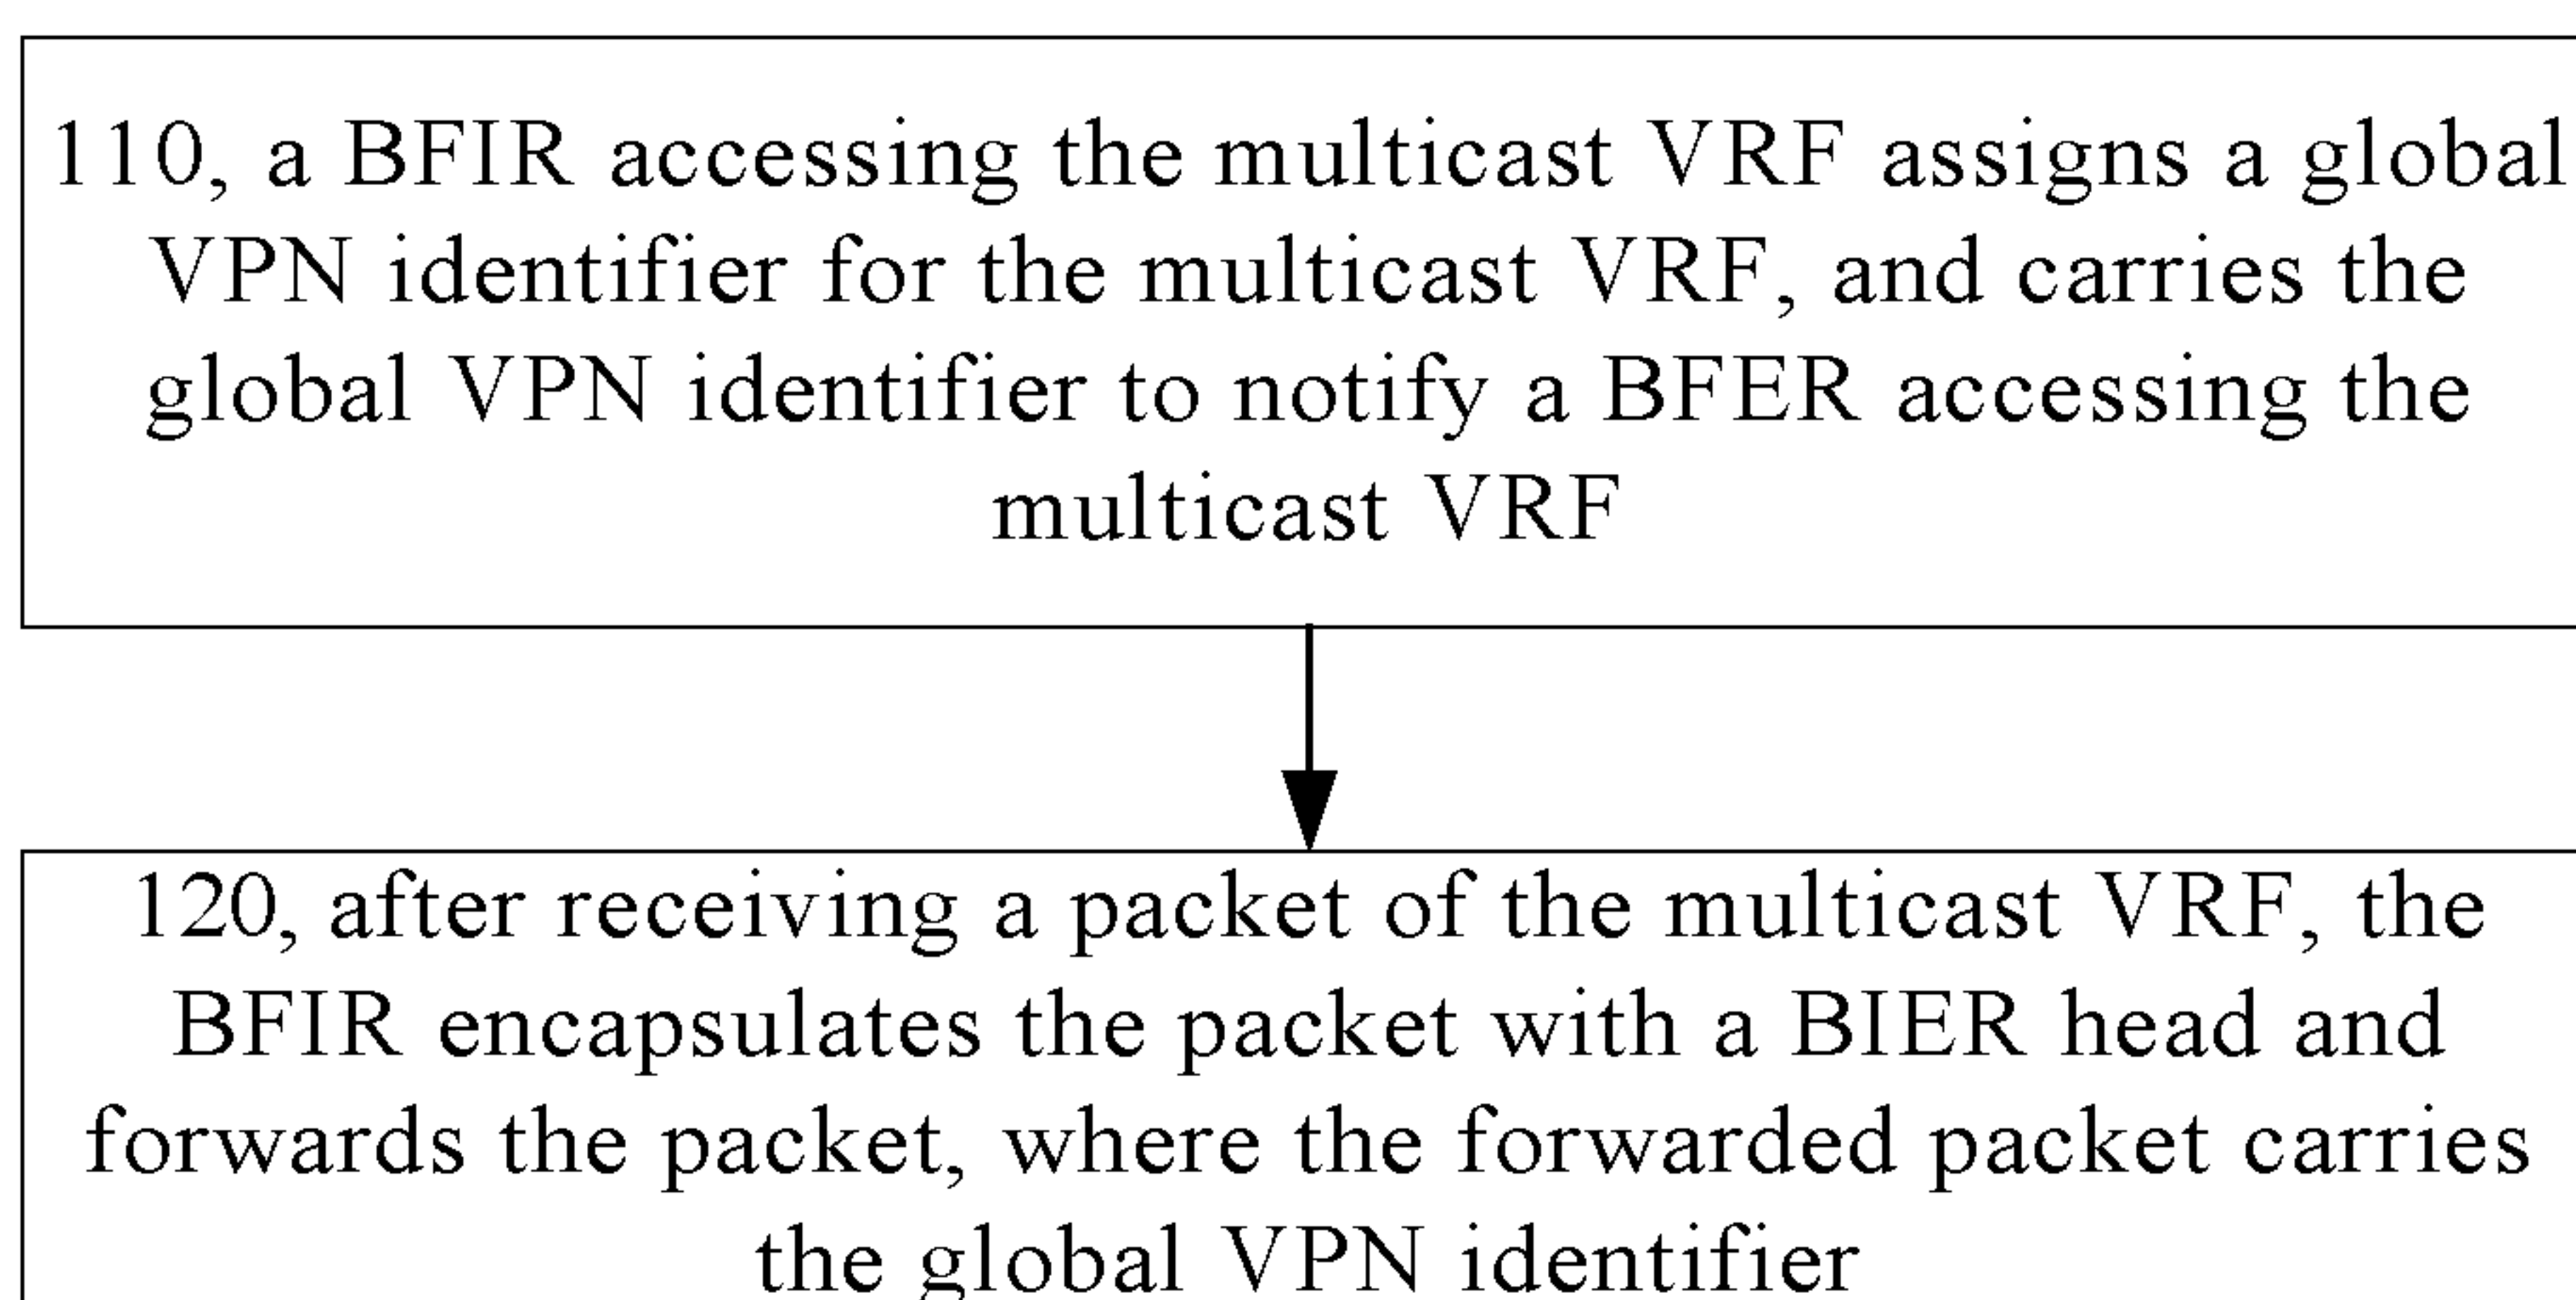 110, a BFIR accessing the multicast VRF assigns a global
VPN identifier for the multicast VRF, and carries the
global VPN identifier to notify a BFER accessing the
multicast VRF
120, after receiving a packet of the multicast VRF, the
BFIR encapsulates the packet with a BIER head and
forwards the packet, where the forwarded packet carries
the global VPN identifier